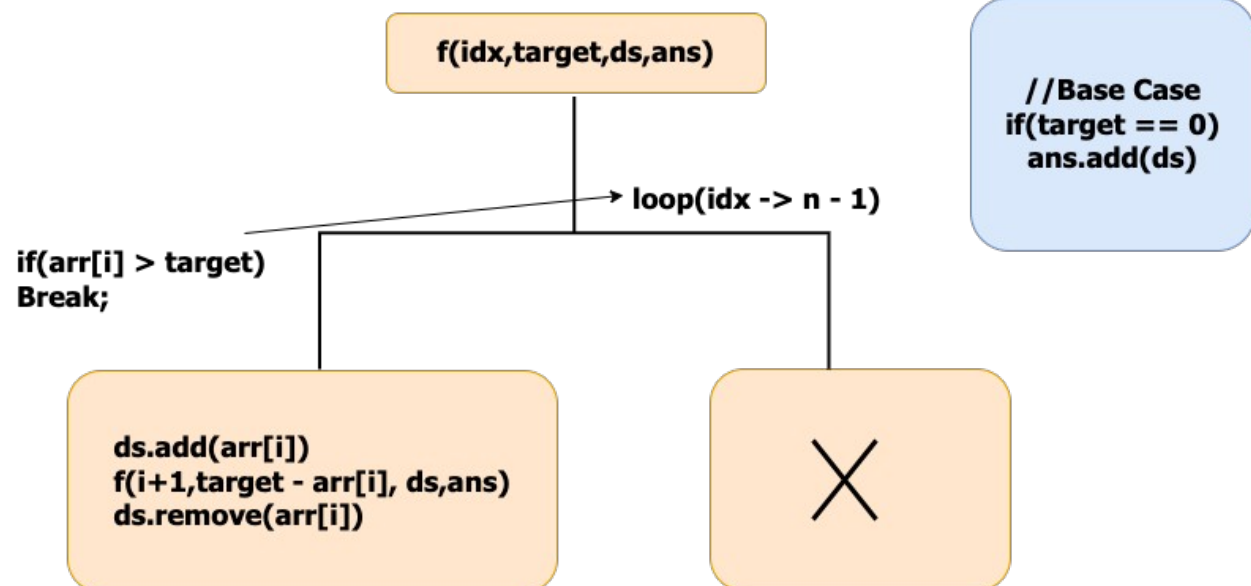 f(idx,target,ds,ans)
//Base Case
if(target == 0)
ans.add(ds)
loop(idx -> n - 1)
if(arr[i] > target)
Break;
ds.add(arr[i])
f(i+1,target - arr[i], ds,ans)
ds.remove(arr[i])